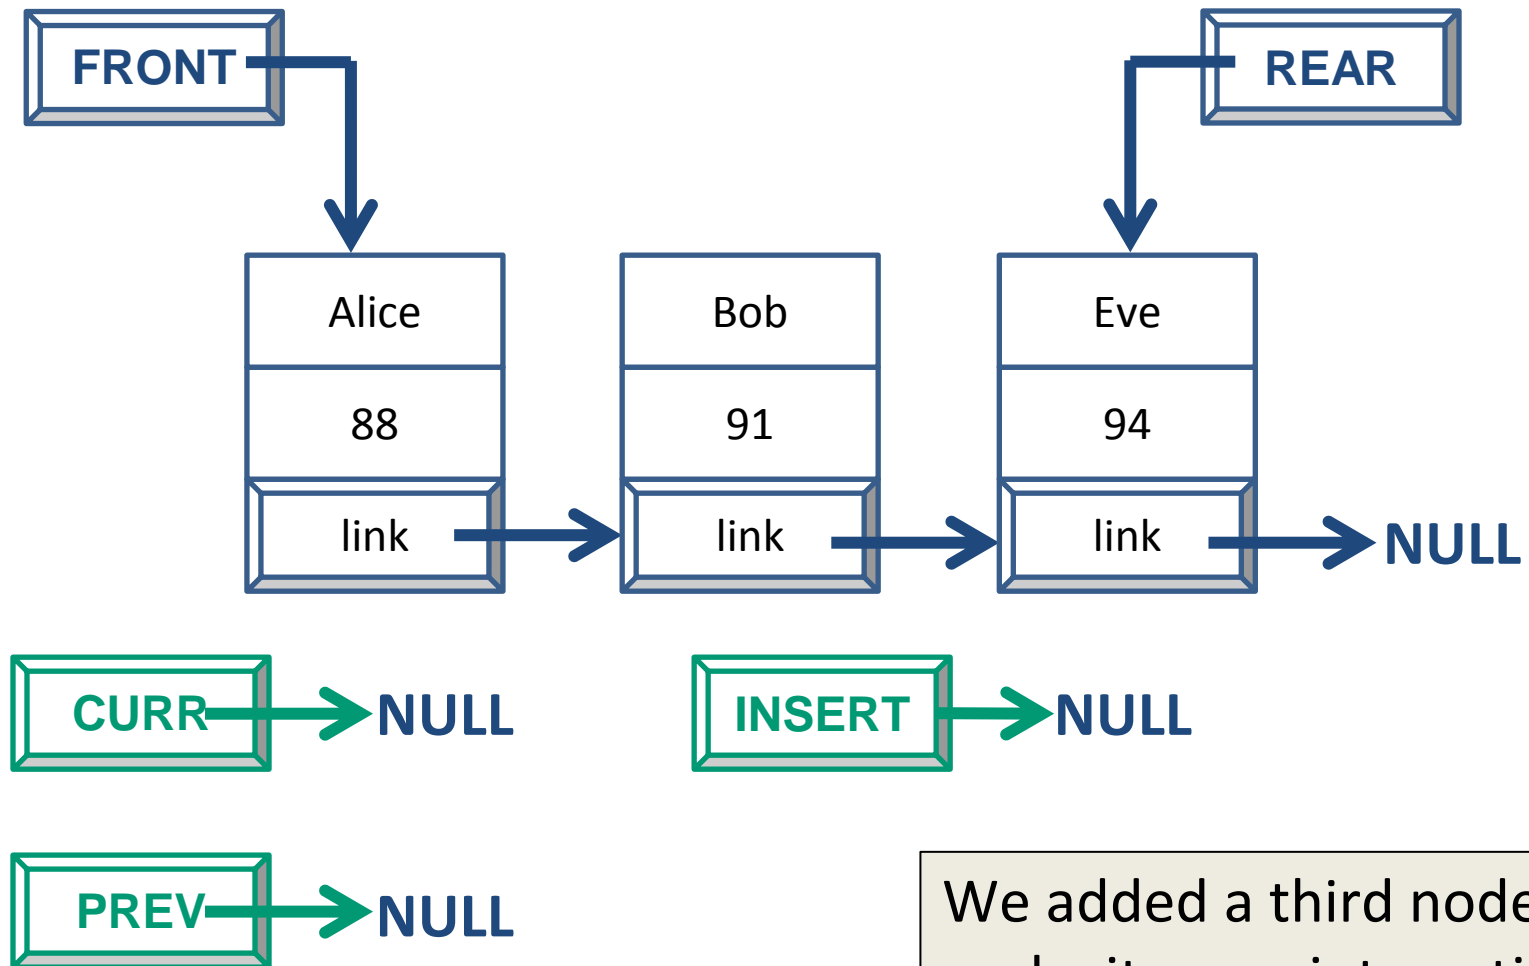 FRONT REAR
Alice Bob Eve
88 91 94
link link link NULL
CURR NULL INSERT NULL
PREV NULL
We added a third node